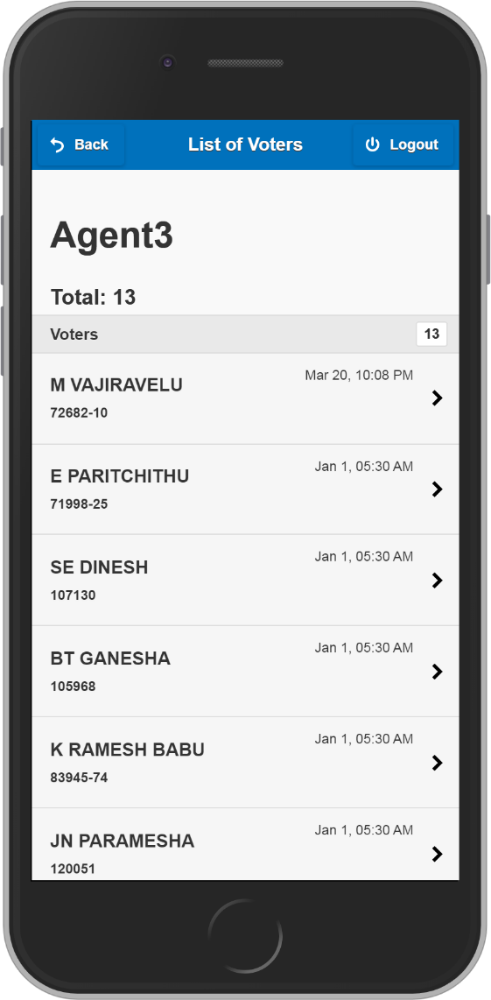 Back
List of Voters
Logout
Agent3
Total: 13
Voters
13
M VAJIRAVELU
Mar 20, 10:08 PM
72682-10
E PARITCHITHU
Jan 1, 05:30 AM
71998-25
SE DINESH
Jan 1, 05:30 AM
107130
BT GANESHA
Jan 1, 05:30 AM
105968
K RAMESH BABU
Jan 1, 05:30 AM
83945-74
JN PARAMESHA
Jan 1, 05:30 AM
120051